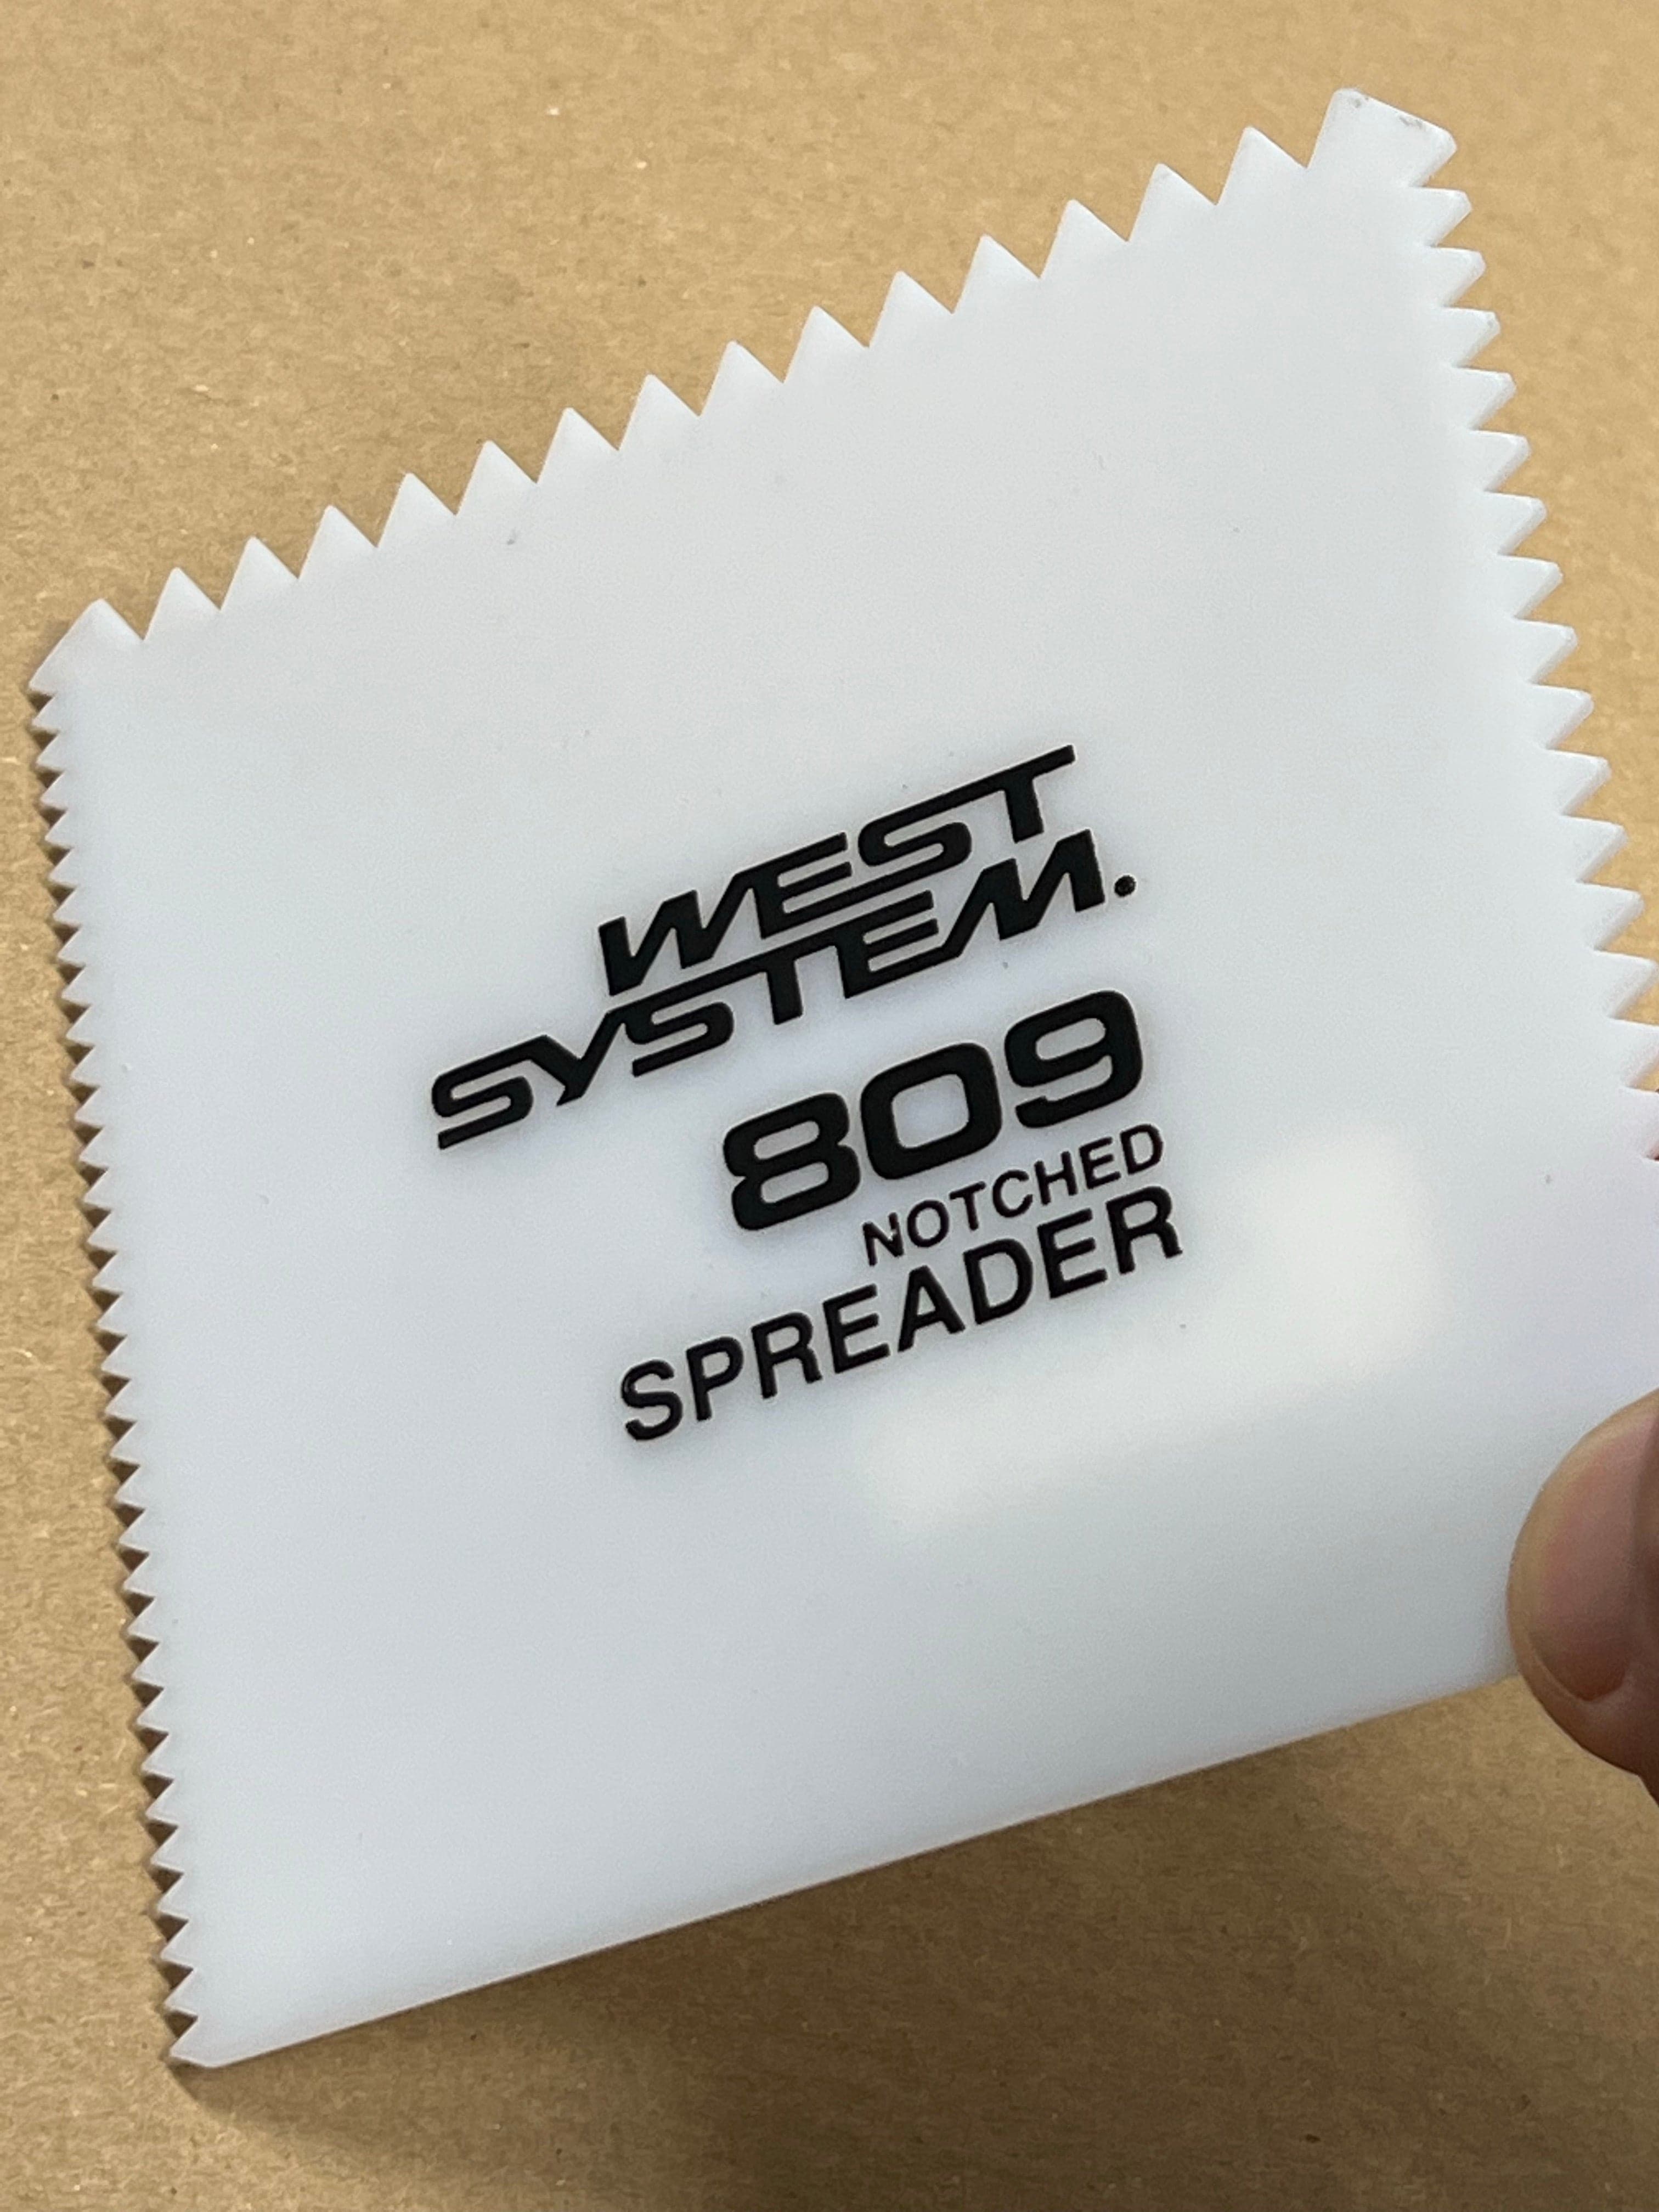 WEST
SYSTEM.
809
NOTCHED
SPREADER